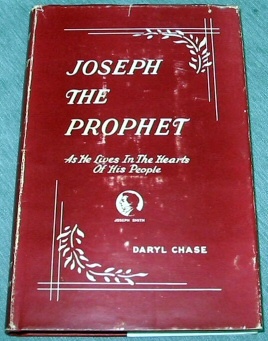 JOSEPH
THE
PROPHET
As He Lives In The Hearts
Of His People
JOSEPH SMITH
DARYL CHASE